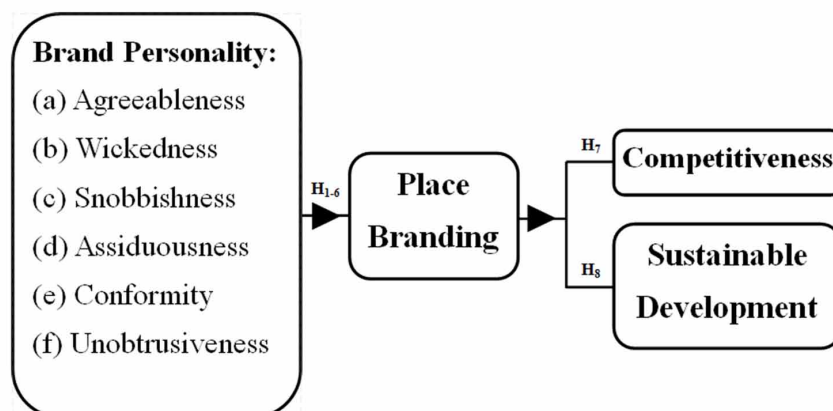 Brand Personality:
(a) Agreeableness
(b) Wickedness
(c) Snobbishness
(d) Assiduousness
(e) Conformity
(f) Unobtrusiveness
H1-6
Place
Branding
H7
Competitiveness
H8
Sustainable
Development